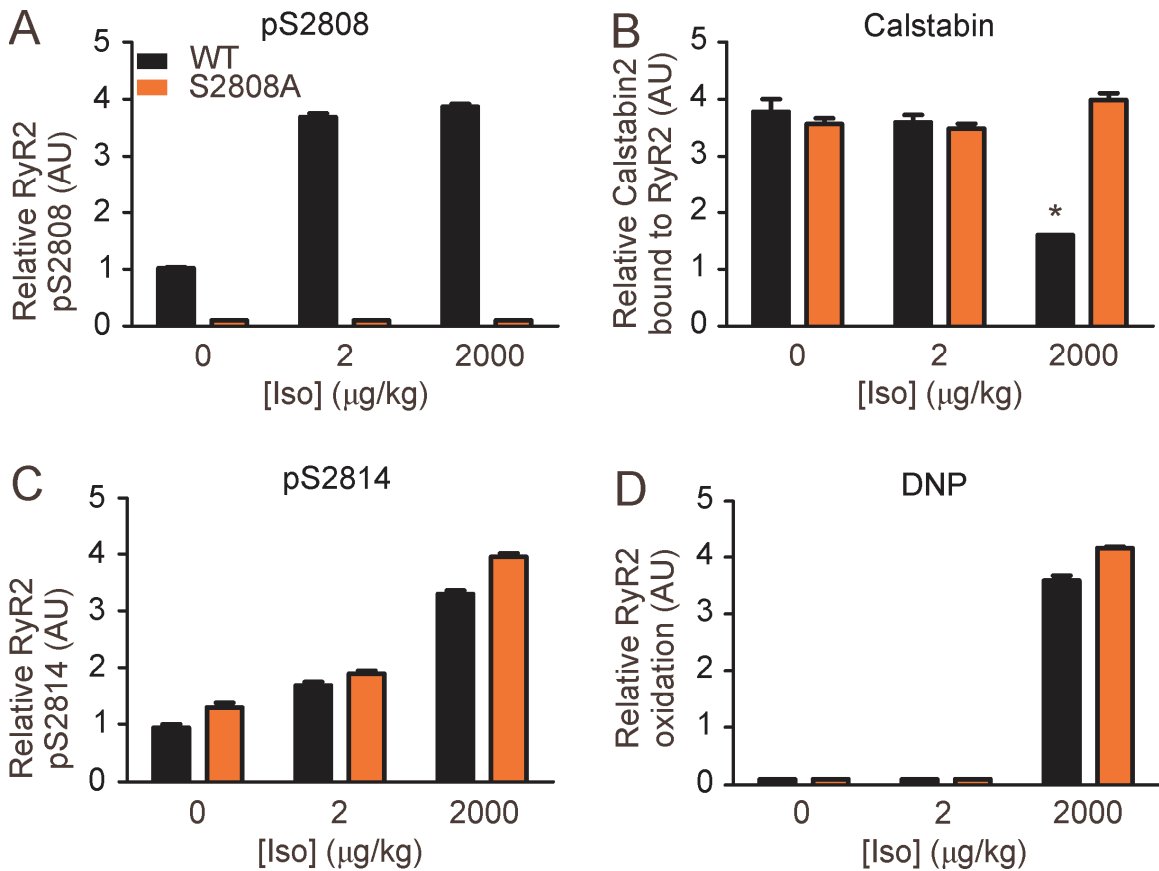 A
pS2808
Relative RyR2
pS2808 (AU)
5
4
3
2
1
0
WT
S2808A
0 2 2000
[Iso] (μg/kg)
B
Calstabin
Relative Calstabin2
bound to RyR2 (AU)
5
4
3
2
1
0
*
0 2 2000
[Iso] (μg/kg)
C
pS2814
Relative RyR2
pS2814 (AU)
5
4
3
2
1
0
0 2 2000
[Iso] (μg/kg)
D
DNP
Relative RyR2
oxidation (AU)
5
4
3
2
1
0
0 2 2000
[Iso] (μg/kg)